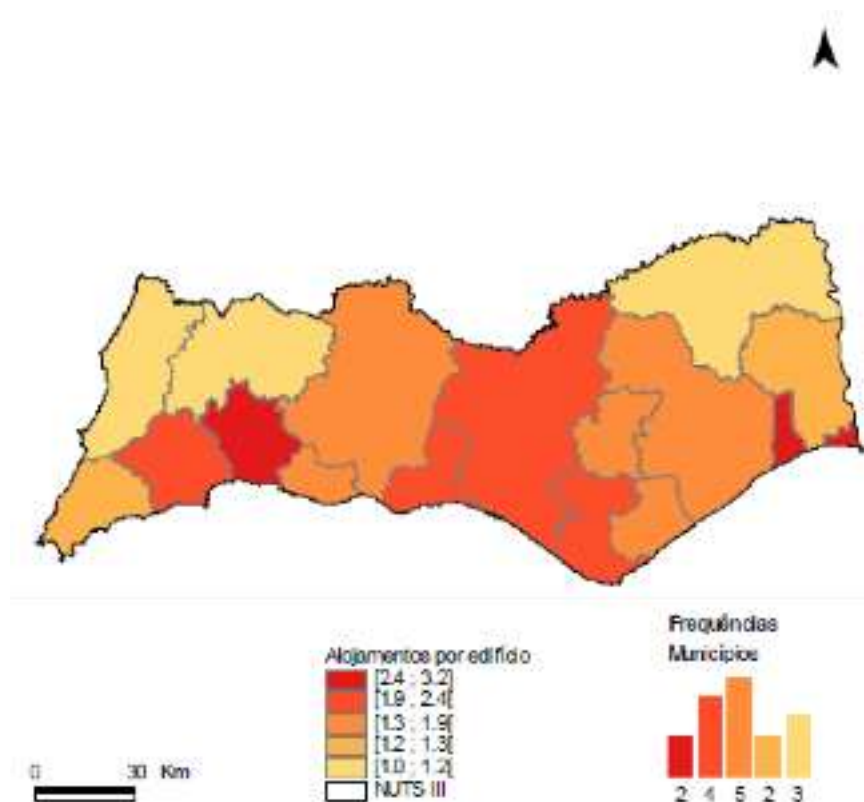 Alojamentos por edifício
[2.4 ; 3.2]
[1.9 ; 2.4[
[1.3 ; 1.9[
[1.2 ; 1.3[
[1.0 ; 1.2[
NUTS III
0 30 Km
Frequências
Municípios
2 4 5 2 3